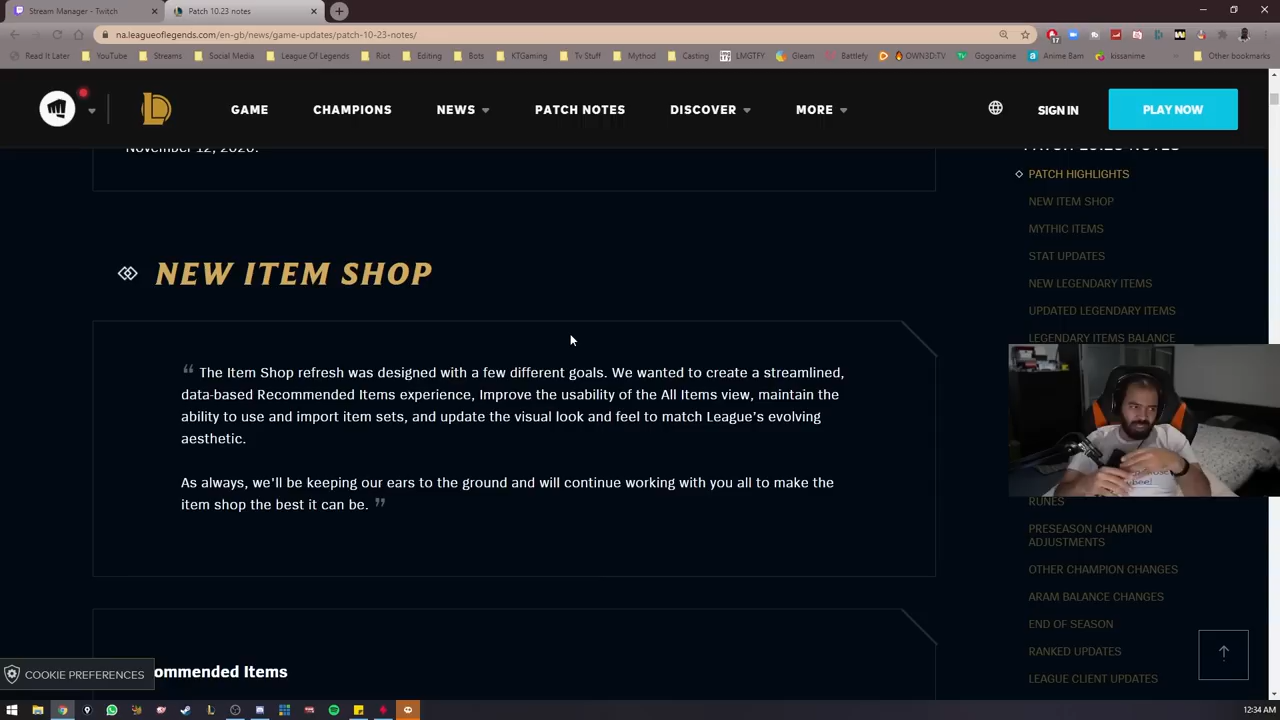 Stream Manager - Twitch
Patch 10.23 notes
na.leagueoflegends.com/en-gb/news/game-updates/patch-10-23-notes/
Read It Later YouTube Streams Social Media League Of Legends Riot Editing Bots KTGaming Tv Stuff Mythod Casting LMGTFY Gleam Battlefy OWN3D:TV Gogoanime Anime Bam kissanime Other bookmarks
GAME CHAMPIONS NEWS PATCH NOTES DISCOVER MORE SIGN IN PLAY NOW
November 12, 2020.
NEW ITEM SHOP
“ The Item Shop refresh was designed with a few different goals. We wanted to create a streamlined,
data-based Recommended Items experience, Improve the usability of the All Items view, maintain the
ability to use and import item sets, and update the visual look and feel to match League's evolving
aesthetic.
As always, we'll be keeping our ears to the ground and will continue working with you all to make the
item shop the best it can be. ”
ommended Items
COOKIE PREFERENCES
PATCH 10.23 NOTES
PATCH HIGHLIGHTS
NEW ITEM SHOP
MYTHIC ITEMS
STAT UPDATES
NEW LEGENDARY ITEMS
UPDATED LEGENDARY ITEMS
LEGENDARY ITEMS BALANCE
RUNES
PRESEASON CHAMPION
ADJUSTMENTS
OTHER CHAMPION CHANGES
ARAM BALANCE CHANGES
END OF SEASON
RANKED UPDATES
LEAGUE CLIENT UPDATES
12:34 AM